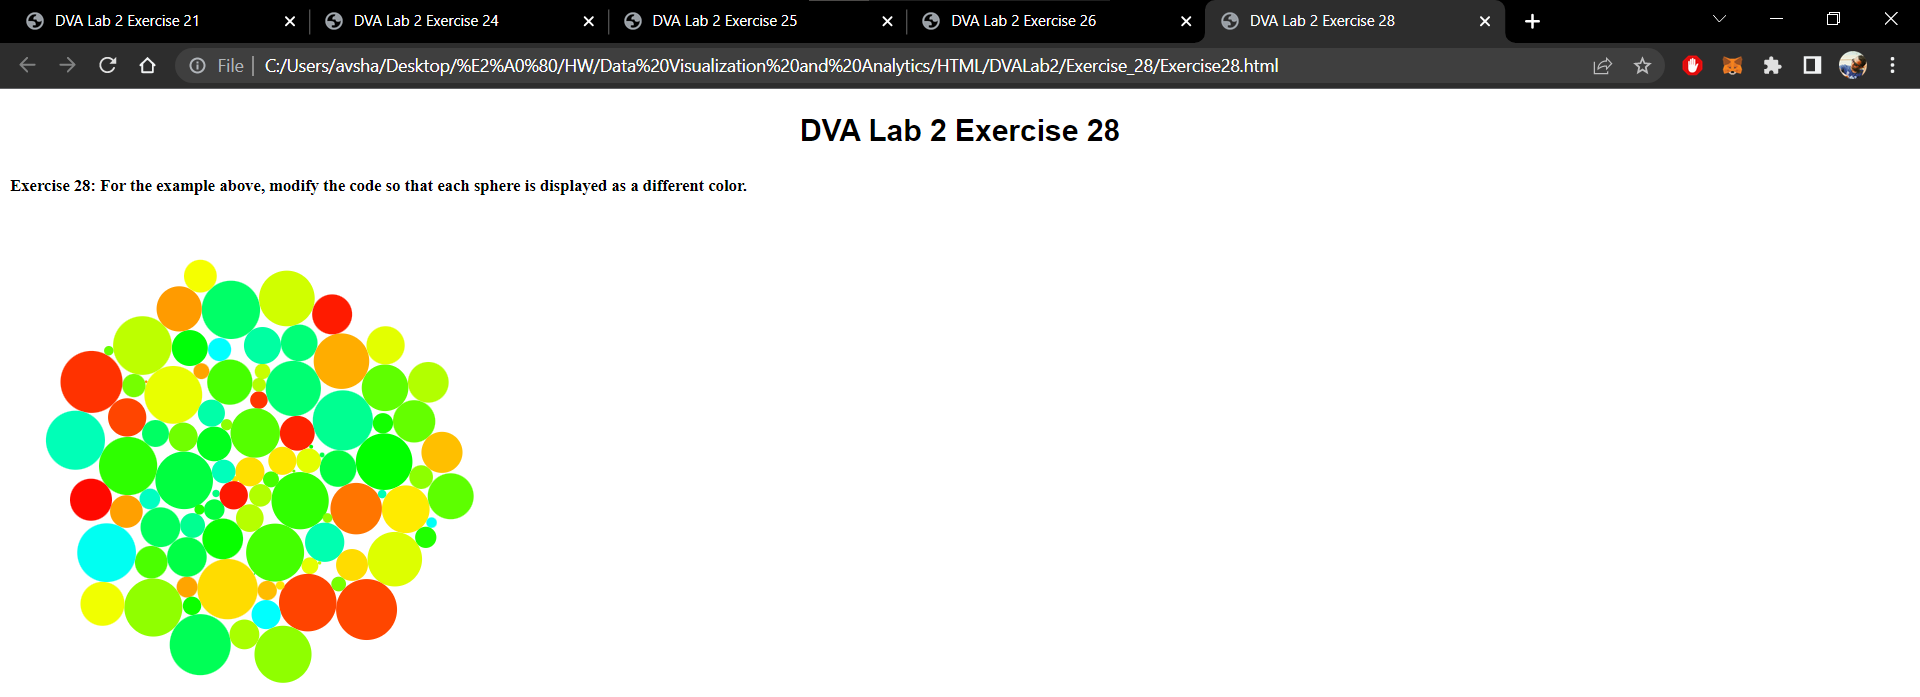 DVA Lab 2 Exercise 21
DVA Lab 2 Exercise 24
DVA Lab 2 Exercise 25
DVA Lab 2 Exercise 26
DVA Lab 2 Exercise 28
File | C:/Users/avsha/Desktop/%E2%A0%80/HW/Data%20Visualization%20and%20Analytics/HTML/DVALab2/Exercise_28/Exercise28.html
DVA Lab 2 Exercise 28
Exercise 28: For the example above, modify the code so that each sphere is displayed as a different color.